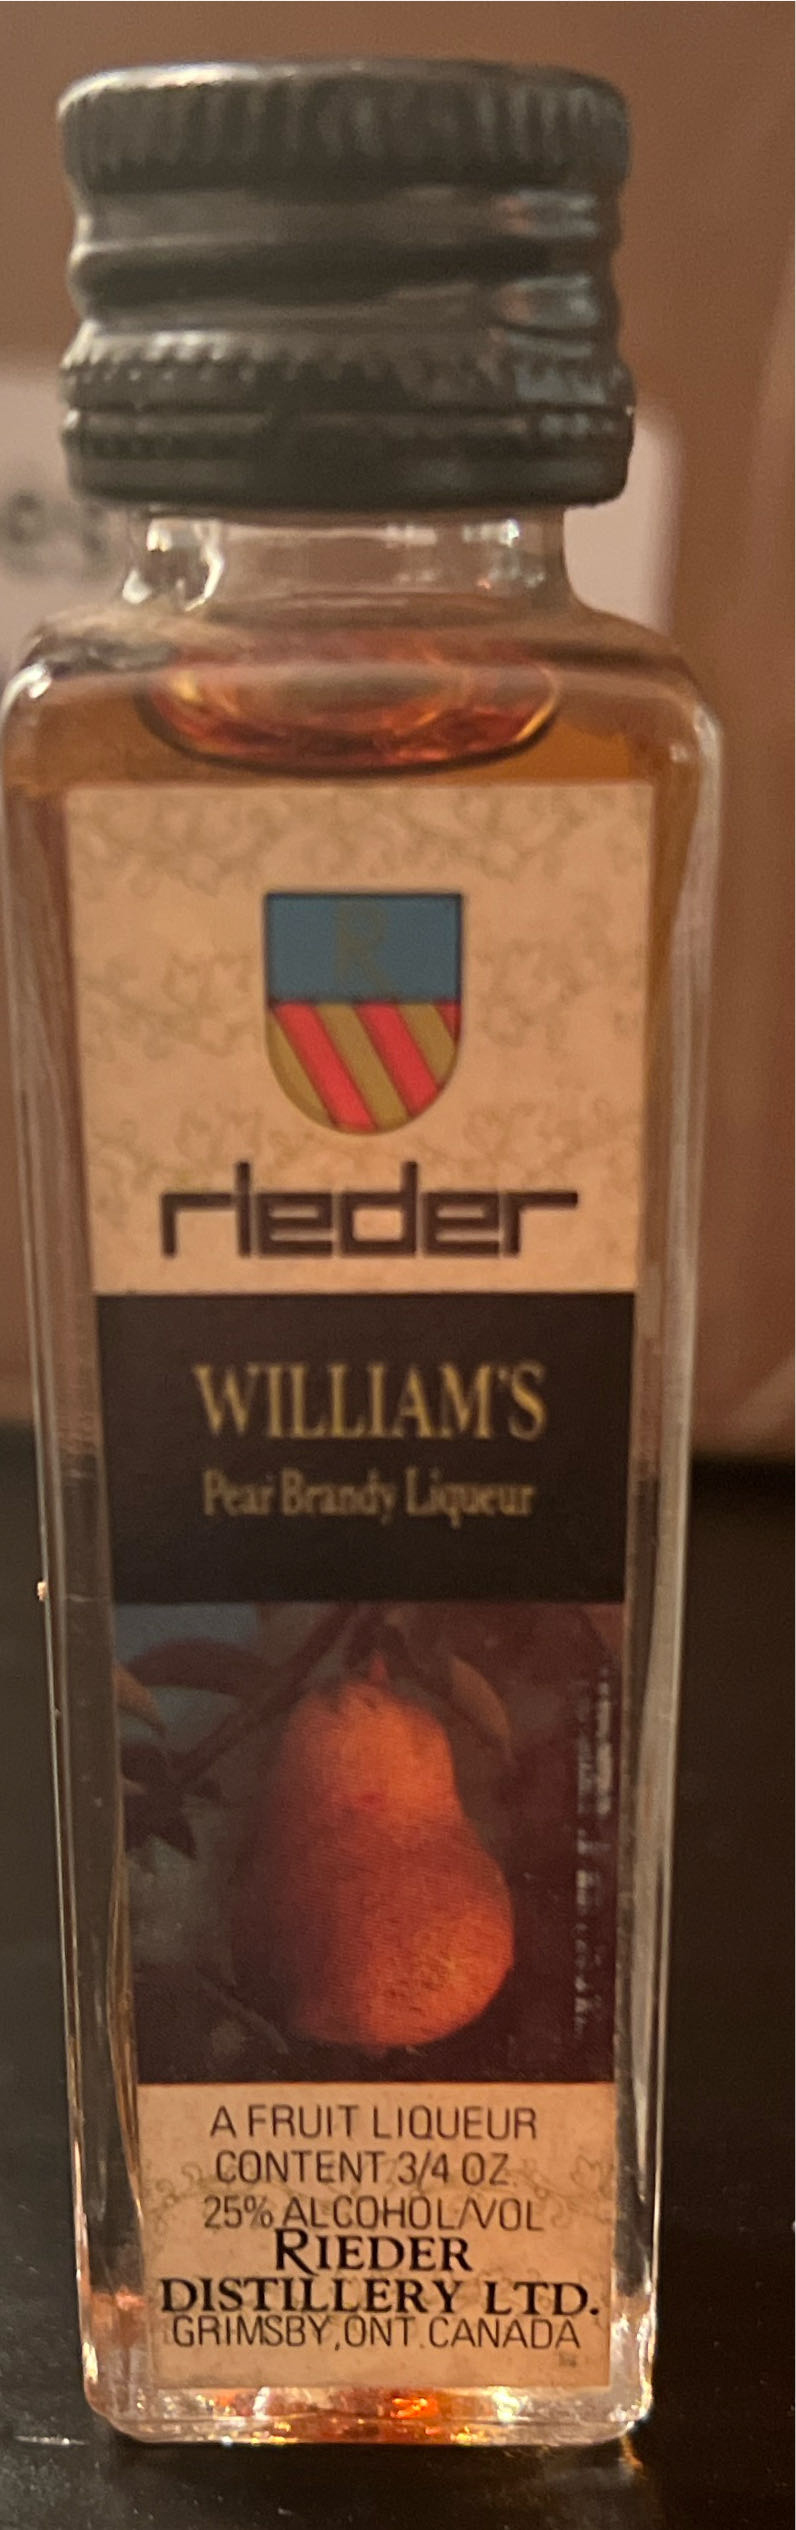 R
rieder
WILLIAM'S
Pear Brandy Liqueur
A FRUIT LIQUEUR
CONTENT 3/4 OZ.
25% ALCOHOL/VOL
RIEDER
DISTILLERY LTD.
GRIMSBY, ONT. CANADA